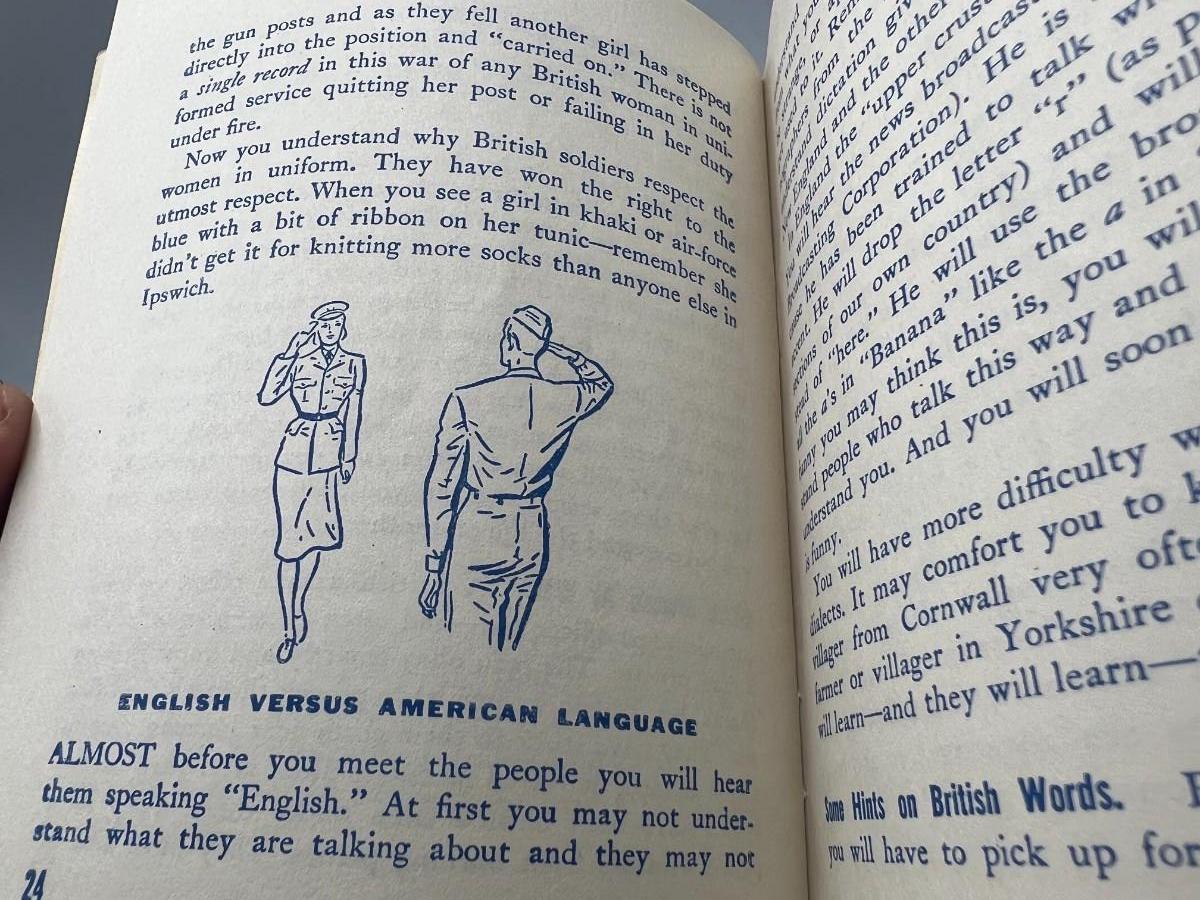 the gun posts and as they fell another girl has stepped
directly into the position and “carried on.” There is not
a single record in this war of any British woman in uni-
formed service quitting her post or failing in her duty
under fire.
Now you understand why British soldiers respect the
women in uniform. They have won the right to the
utmost respect. When you see a girl in khaki or air-force
blue with a bit of ribbon on her tunic—remember she
didn’t get it for knitting more socks than anyone else in
Ipswich.
ENGLISH VERSUS AMERICAN LANGUAGE
ALMOST before you meet the people you will hear
them speaking “English.” At first you may not under-
stand what they are talking about and they may not
24
from the
dictation giv
England and the other
England the “upper crust
will hear the news broadcast
Corporation). He is
he has been trained to talk wi
He will drop the letter “r” (as
of our own country) and will
of “here.” He will use the bro
the a’s in “Banana” like the a in
you may think this is, you wil
people who talk this way and
understand you. And you will soon
is funny.
You will have more difficulty w
dialects. It may comfort you to k
villager from Cornwall very oft
farmer or villager in Yorkshire
will learn—and they will learn—
Some Hints on British Words.
you will have to pick up for